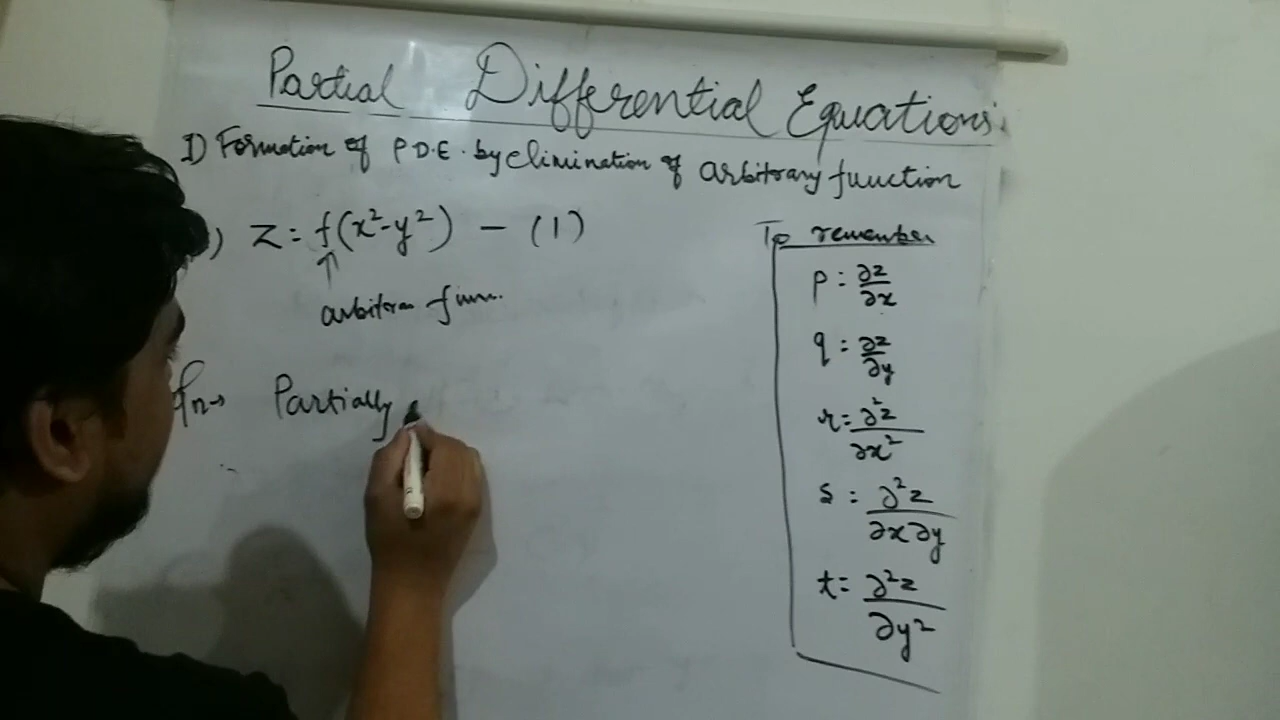 Partial Differential Equations
1) Formation of P.D.E. by elimination of arbitrary function
) z = f(x²-y²) - (1)
↑
func.
Partially
To remember
p = ∂z/∂x
q = ∂z/∂y
r = ∂²z/∂x²
s = ∂²z/∂x∂y
t = ∂²z/∂y²